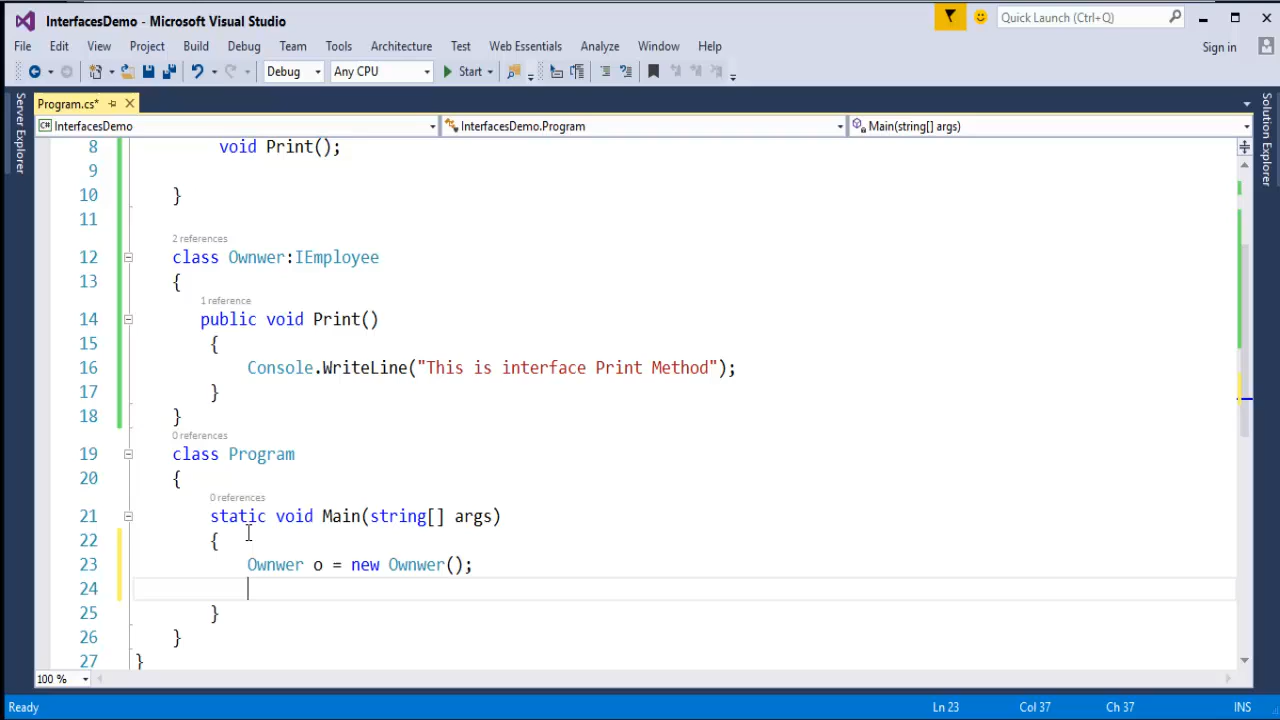 InterfacesDemo - Microsoft Visual Studio
Quick Launch (Ctrl+Q)
File Edit View Project Build Debug Team Tools Architecture Test Web Essentials Analyze Window Help
Sign in
Debug Any CPU Start
Server Explorer
Solution Explorer
Program.cs*
InterfacesDemo InterfacesDemo.Program Main(string[] args)
8 void Print();
9
10 }
11
2 references
12 class Ownwer:IEmployee
13 {
1 reference
14 public void Print()
15 {
16 Console.WriteLine("This is interface Print Method");
17 }
18 }
0 references
19 class Program
20 {
0 references
21 static void Main(string[] args)
22 {
23 Ownwer o = new Ownwer();
24
25 }
26 }
27 }
100 %
Ready Ln 23 Col 37 Ch 37 INS